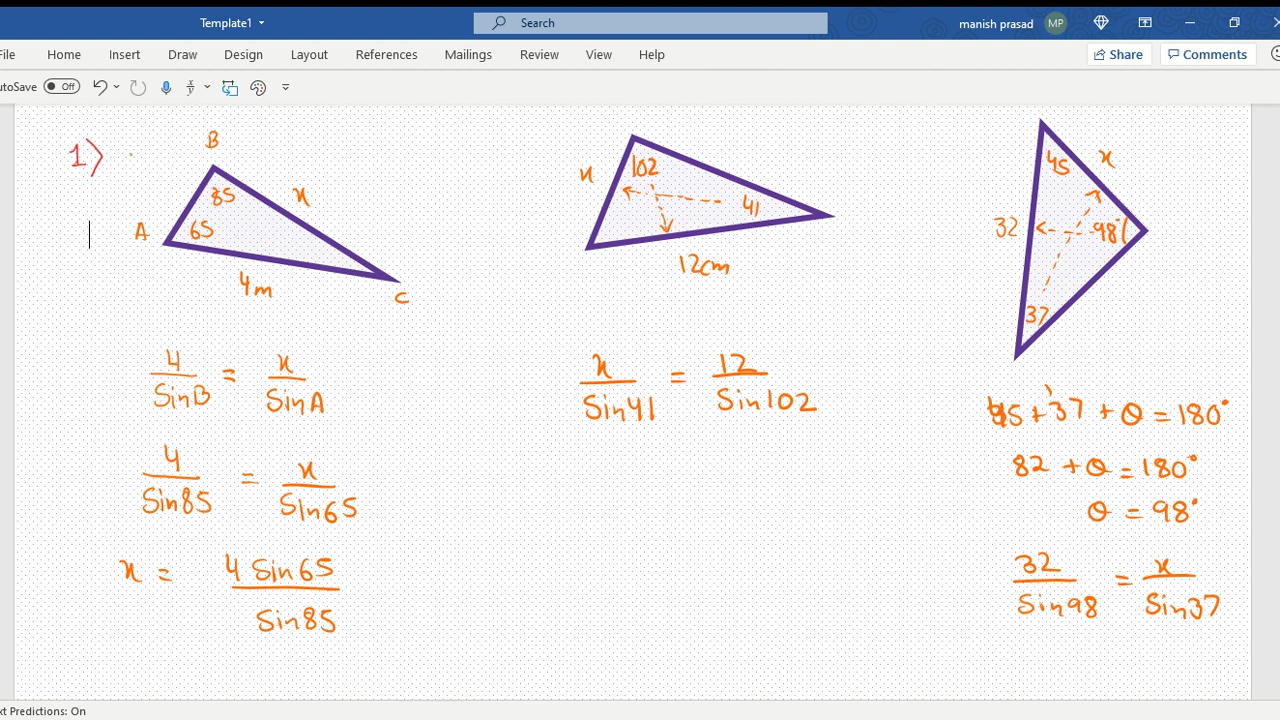 Template1
Search
manish prasad MP
File Home Insert Draw Design Layout References Mailings Review View Help Share Comments
AutoSave Off
1)
B
85
x
A
65
4m
C
4/SinB = x/SinA
4/Sin85 = x/Sin65
x = 4 Sin65/Sin85
102
x
41
12cm
x/Sin41 = 12/Sin102
45
x
32
98°
37
45 + 37 + θ = 180°
82 + θ = 180°
θ = 98°
32/Sin98 = x/Sin37
Text Predictions: On